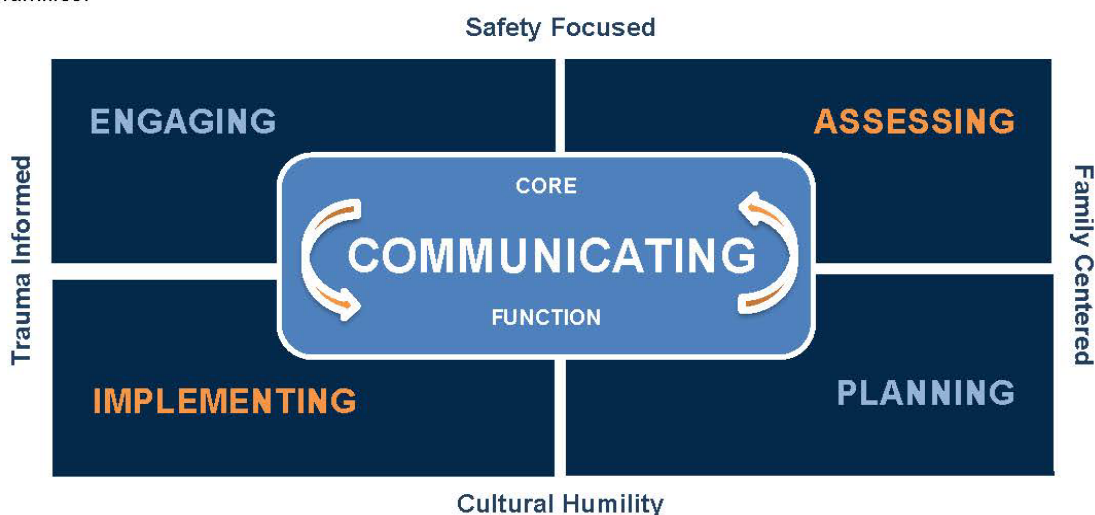 Safety Focused
ENGAGING
ASSESSING
Trauma Informed
CORE
COMMUNICATING
FUNCTION
Family Centered
IMPLEMENTING
PLANNING
Cultural Humility